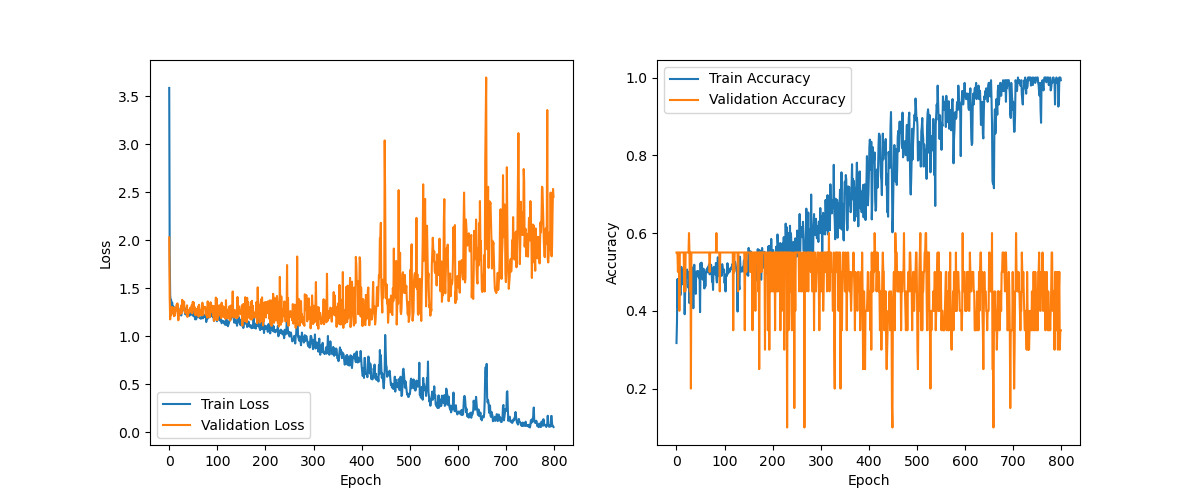 3.5
3.0
2.5
2.0
1.5
1.0
0.5
0.0
Loss
Train Loss
Validation Loss
0 100 200 300 400 500 600 700 800
Epoch
1.0
0.8
0.6
0.4
0.2
Accuracy
Train Accuracy
Validation Accuracy
0 100 200 300 400 500 600 700 800
Epoch